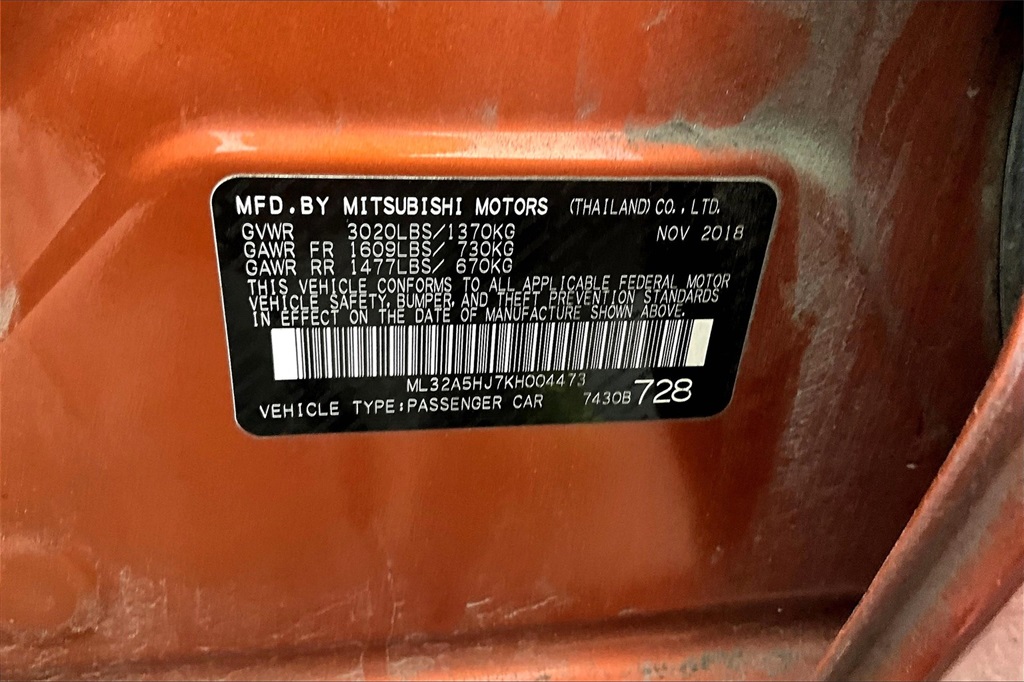 MFD.BY MITSUBISHI MOTORS (THAILAND) CO., LTD.
GVWR 3020LBS/1370KG NOV 2018
GAWR FR 1609LBS/ 730KG
GAWR RR 1477LBS/ 670KG
THIS VEHICLE CONFORMS TO ALL APPLICABLE FEDERAL MOTOR
VEHICLE SAFETY, BUMPER, AND THEFT PREVENTION STANDARDS
IN EFFECT ON THE DATE OF MANUFACTURE SHOWN ABOVE.
ML32A5HJ7KH004473
VEHICLE TYPE:PASSENGER CAR 7430B 728